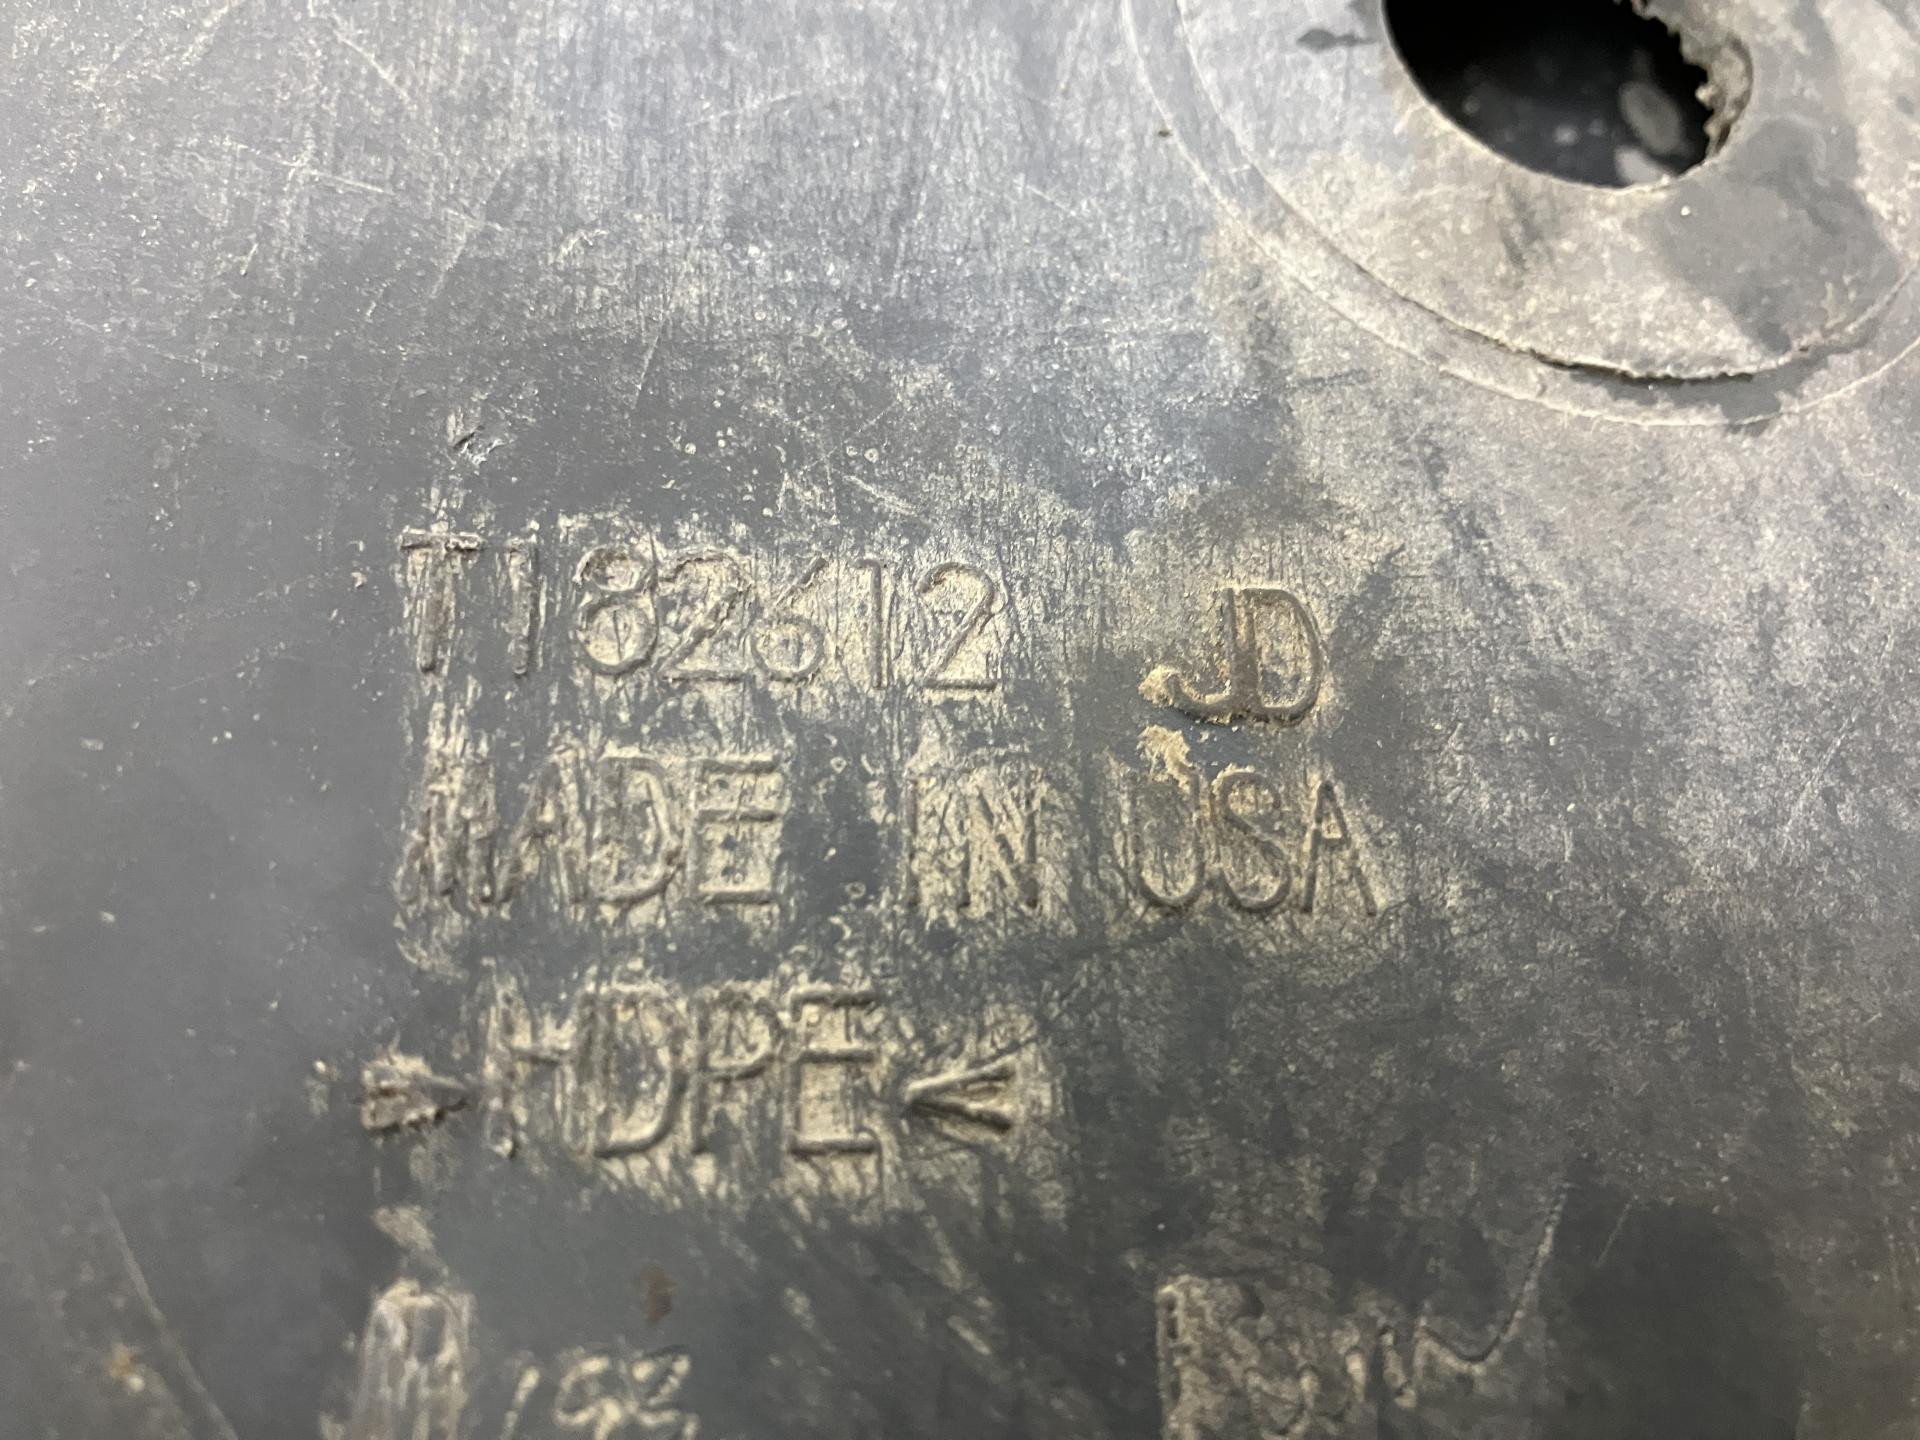 T182612 JD
MADE IN USA
>HDPE<